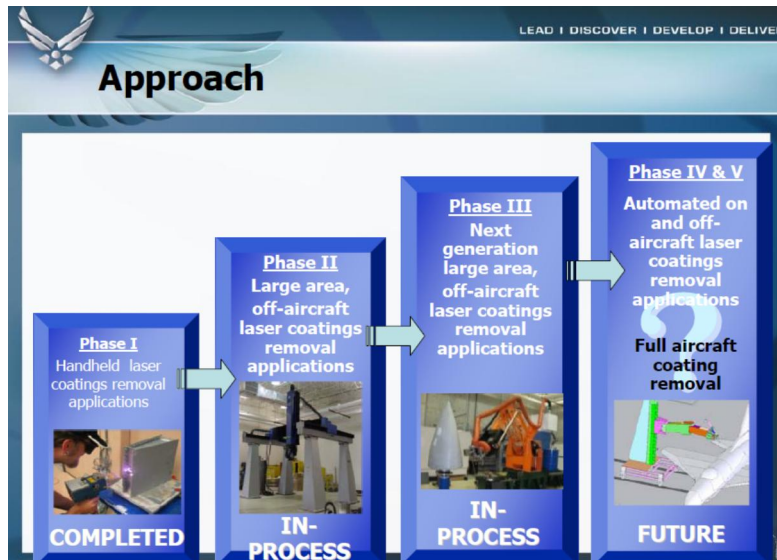 LEAD I DISCOVER I DEVELOP I DELIVE
Approach
Phase I
Handheld laser
coatings removal
applications
COMPLETED
Phase II
Large area,
off-aircraft
laser coatings
removal
applications
IN-
PROCESS
Phase III
Next
generation
large area,
off-aircraft
laser coatings
removal
applications
IN-
PROCESS
Phase IV & V
Automated on
and off-
aircraft laser
coatings
removal
applications
?
Full aircraft
coating
removal
FUTURE